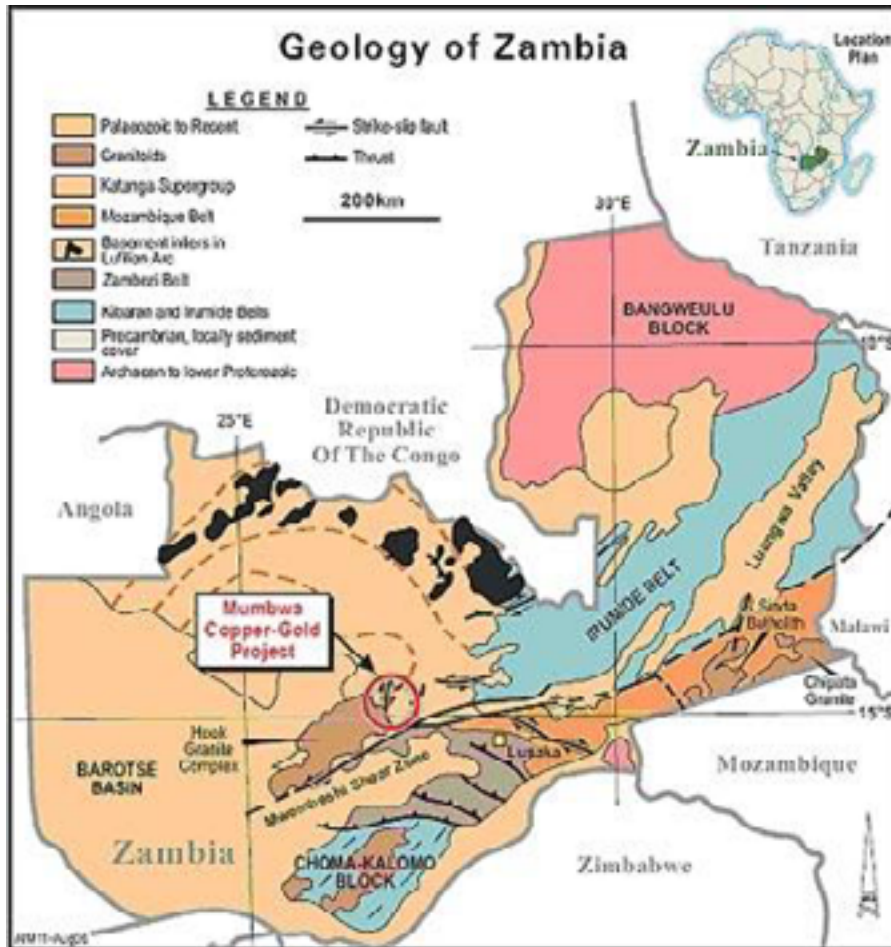 Geology of Zambia
Location
Plan
Zambia
LEGEND
Palaeozoic to Recent
Granitoids
Katanga Supergroup
Mozambique Belt
Basement inliers in
Lufilian Arc
Zambezi Belt
Kibaran and Irumide Belts
Precambrian, locally sediment
cover
Archaean to lower Proterozoic
Strike-slip fault
Thrust
200km
30°E
Tanzania
BANGWEULU
BLOCK
10°S
25°E
Democratic
Republic
Of The Congo
Angola
Luangwa Valley
IRUMIDE BELT
Mumbwa
Copper-Gold
Project
Sinda
Batholith
Malawi
Chipata
Granite
15°S
Hook
Granite
Complex
Lusaka
Mozambique
BAROTSE
BASIN
Mwembeshi Shear Zone
Zambia
CHOMA-KALOMO
BLOCK
Zimbabwe
N